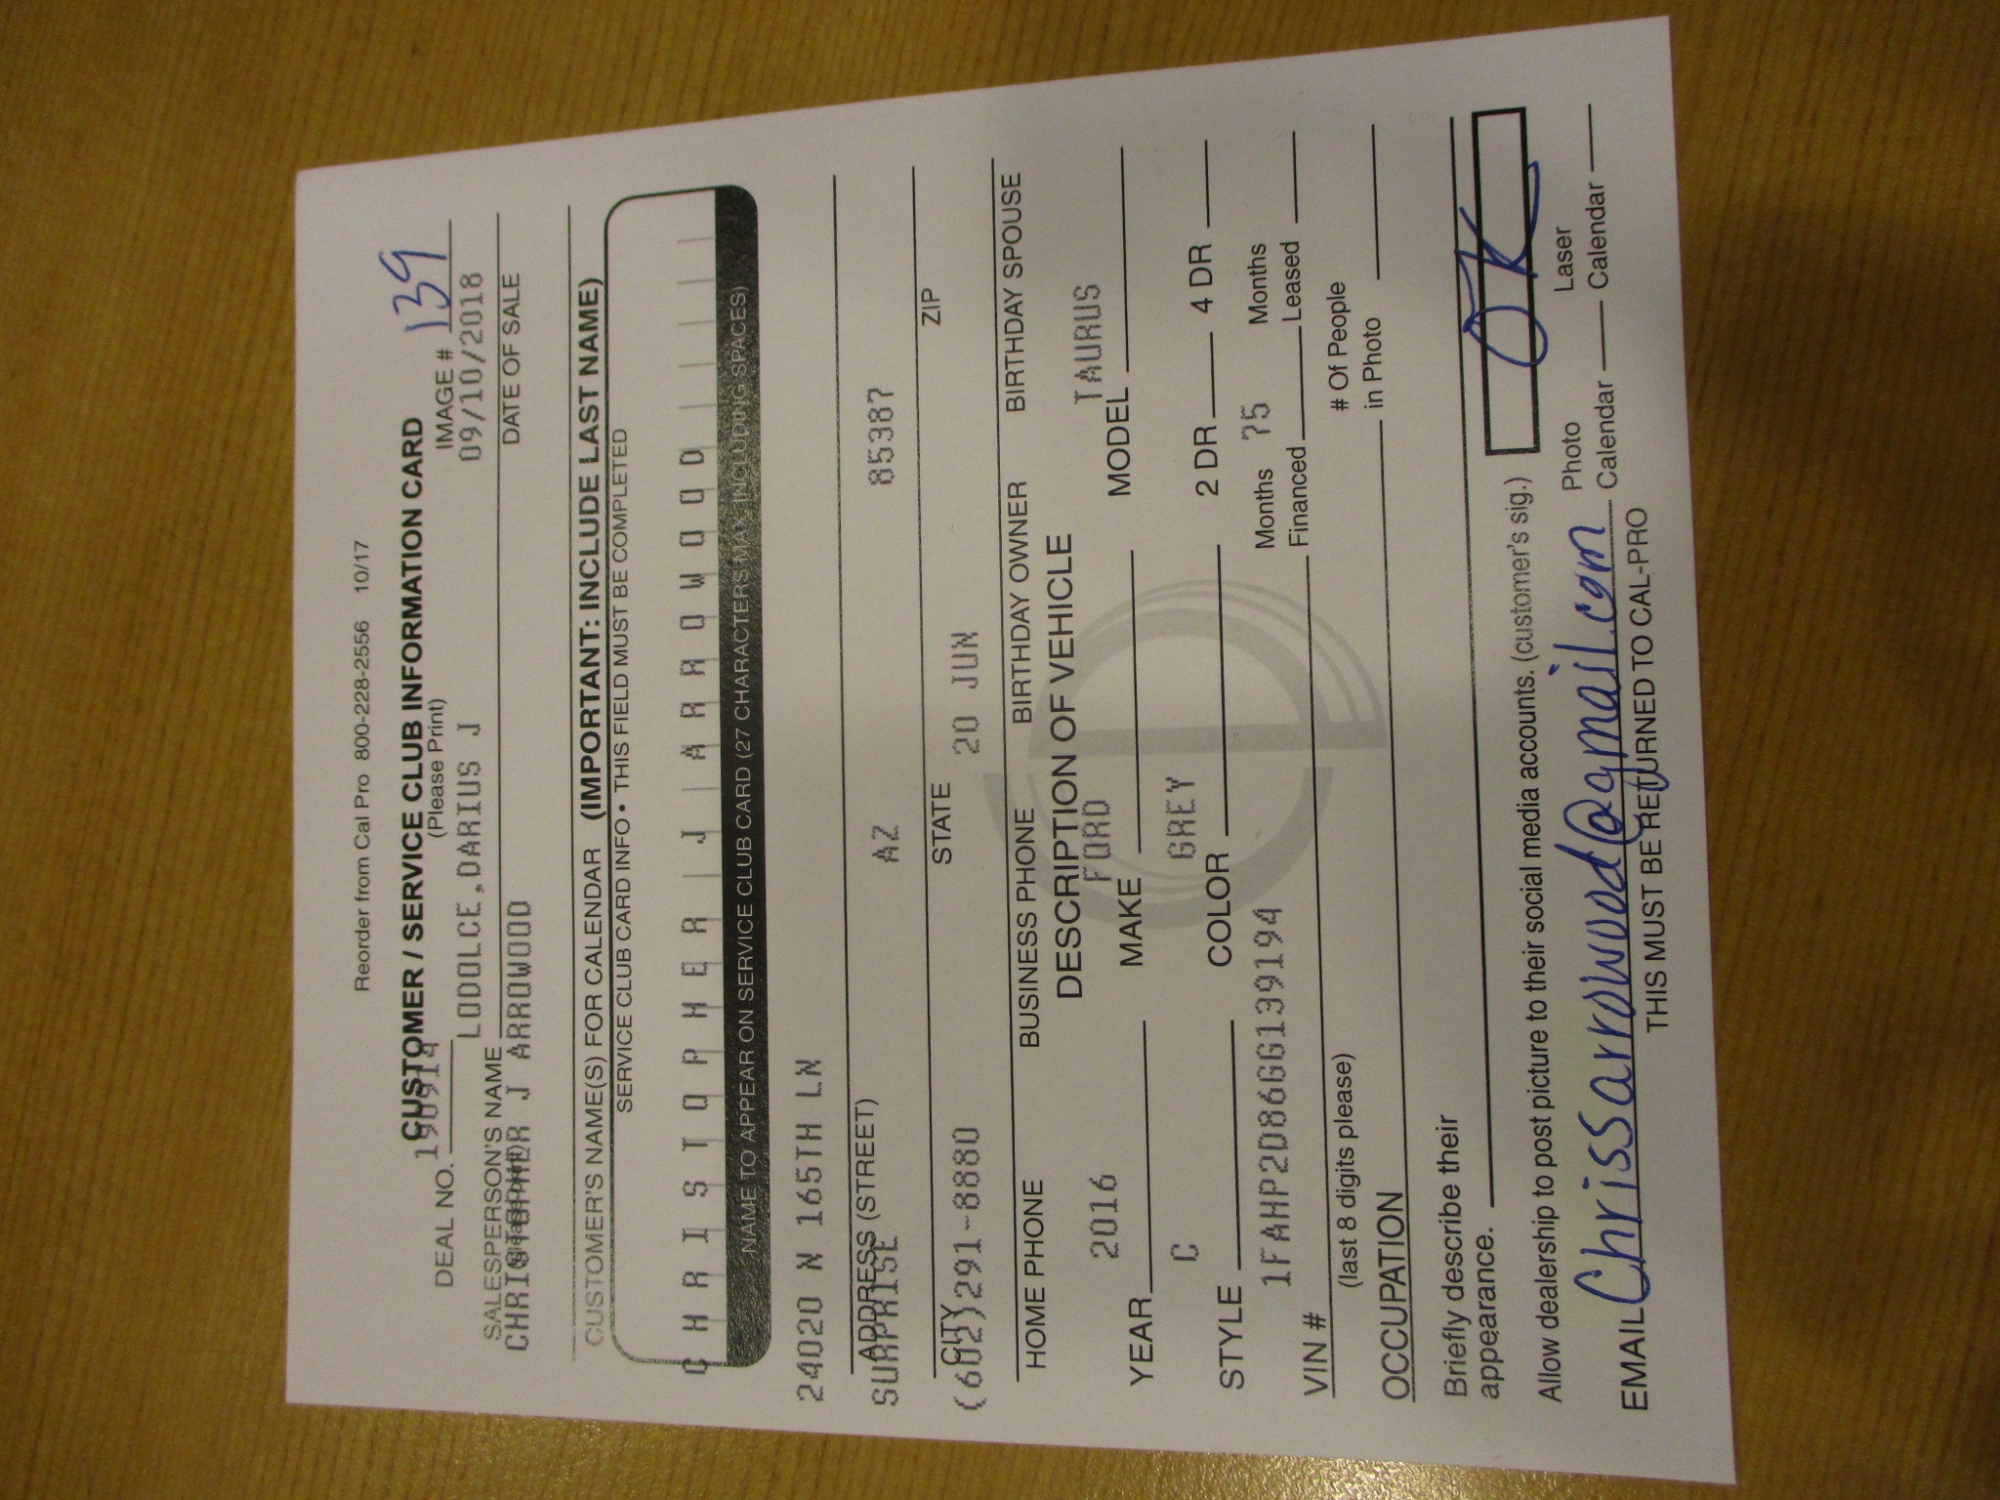 Reorder from Cal Pro 800-228-2556 10/17
CUSTOMER / SERVICE CLUB INFORMATION CARD
(Please Print)
DEAL NO. 190914 IMAGE # 139
LODOLCE,DARIUS J 09/10/2018
SALESPERSON'S NAME DATE OF SALE
CHRISTOPHER J ARROWOOD
CUSTOMER'S NAME(S) FOR CALENDAR (IMPORTANT: INCLUDE LAST NAME)
SERVICE CLUB CARD INFO • THIS FIELD MUST BE COMPLETED
CHRISTOPHER J ARROWOOD
NAME TO APPEAR ON SERVICE CLUB CARD (27 CHARACTERS MAX, INCLUDING SPACES)
24020 N 165TH LN
ADDRESS (STREET)
SURPRISE AZ 85387
CITY STATE ZIP
(602)291-8880 20 JUN
HOME PHONE BUSINESS PHONE BIRTHDAY OWNER BIRTHDAY SPOUSE
DESCRIPTION OF VEHICLE
2016 FORD TAURUS
YEAR MAKE MODEL
C GREY
STYLE COLOR 2 DR 4 DR
1FAHP2D86GG139194 Months 75 Months
VIN # Financed Leased
(last 8 digits please) # Of People
OCCUPATION in Photo
Briefly describe their
appearance.
Allow dealership to post picture to their social media accounts. (customer's sig.) OK
Photo Laser
EMAIL Chrissarrowwod@gmail.com Calendar Calendar
THIS MUST BE RETURNED TO CAL-PRO